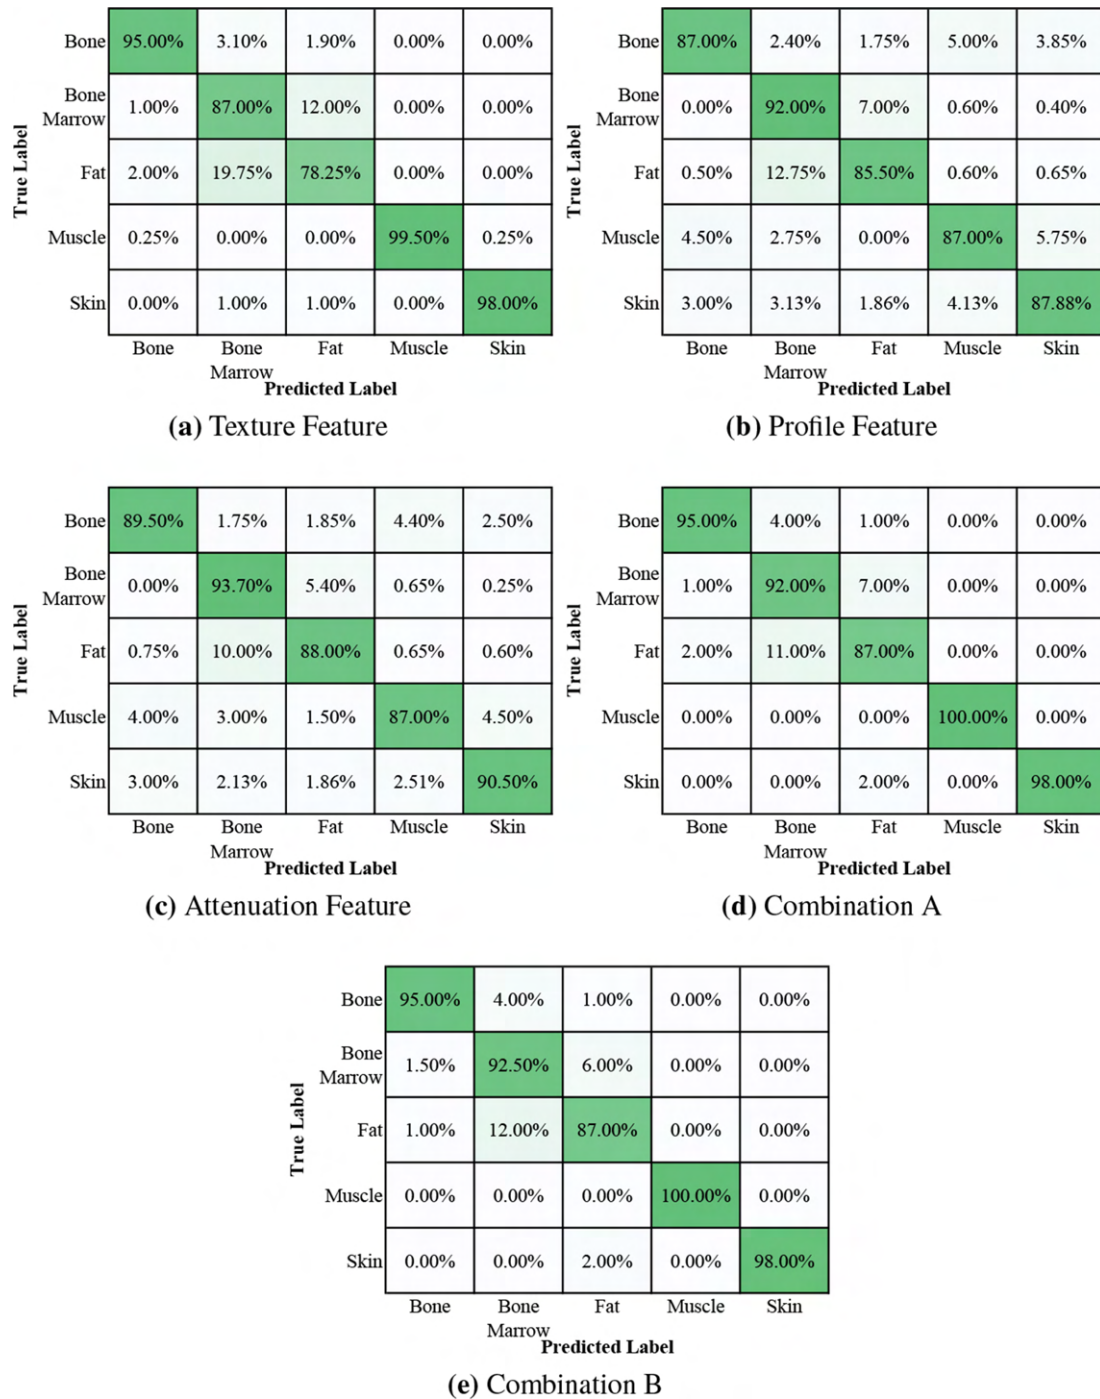 Bone 95.00% 3.10% 1.90% 0.00% 0.00%
Bone
Marrow 1.00% 87.00% 12.00% 0.00% 0.00%
Fat 2.00% 19.75% 78.25% 0.00% 0.00%
Muscle 0.25% 0.00% 0.00% 99.50% 0.25%
Skin 0.00% 1.00% 1.00% 0.00% 98.00%
True Label
Bone Bone Fat Muscle Skin
Marrow
Predicted Label
(a) Texture Feature
Bone 87.00% 2.40% 1.75% 5.00% 3.85%
Bone
Marrow 0.00% 92.00% 7.00% 0.60% 0.40%
Fat 0.50% 12.75% 85.50% 0.60% 0.65%
Muscle 4.50% 2.75% 0.00% 87.00% 5.75%
Skin 3.00% 3.13% 1.86% 4.13% 87.88%
True Label
Bone Bone Fat Muscle Skin
Marrow
Predicted Label
(b) Profile Feature
Bone 89.50% 1.75% 1.85% 4.40% 2.50%
Bone
Marrow 0.00% 93.70% 5.40% 0.65% 0.25%
Fat 0.75% 10.00% 88.00% 0.65% 0.60%
Muscle 4.00% 3.00% 1.50% 87.00% 4.50%
Skin 3.00% 2.13% 1.86% 2.51% 90.50%
True Label
Bone Bone Fat Muscle Skin
Marrow
Predicted Label
(c) Attenuation Feature
Bone 95.00% 4.00% 1.00% 0.00% 0.00%
Bone
Marrow 1.00% 92.00% 7.00% 0.00% 0.00%
Fat 2.00% 11.00% 87.00% 0.00% 0.00%
Muscle 0.00% 0.00% 0.00% 100.00% 0.00%
Skin 0.00% 0.00% 2.00% 0.00% 98.00%
True Label
Bone Bone Fat Muscle Skin
Marrow
Predicted Label
(d) Combination A
Bone 95.00% 4.00% 1.00% 0.00% 0.00%
Bone
Marrow 1.50% 92.50% 6.00% 0.00% 0.00%
Fat 1.00% 12.00% 87.00% 0.00% 0.00%
Muscle 0.00% 0.00% 0.00% 100.00% 0.00%
Skin 0.00% 0.00% 2.00% 0.00% 98.00%
True Label
Bone Bone Fat Muscle Skin
Marrow
Predicted Label
(e) Combination B